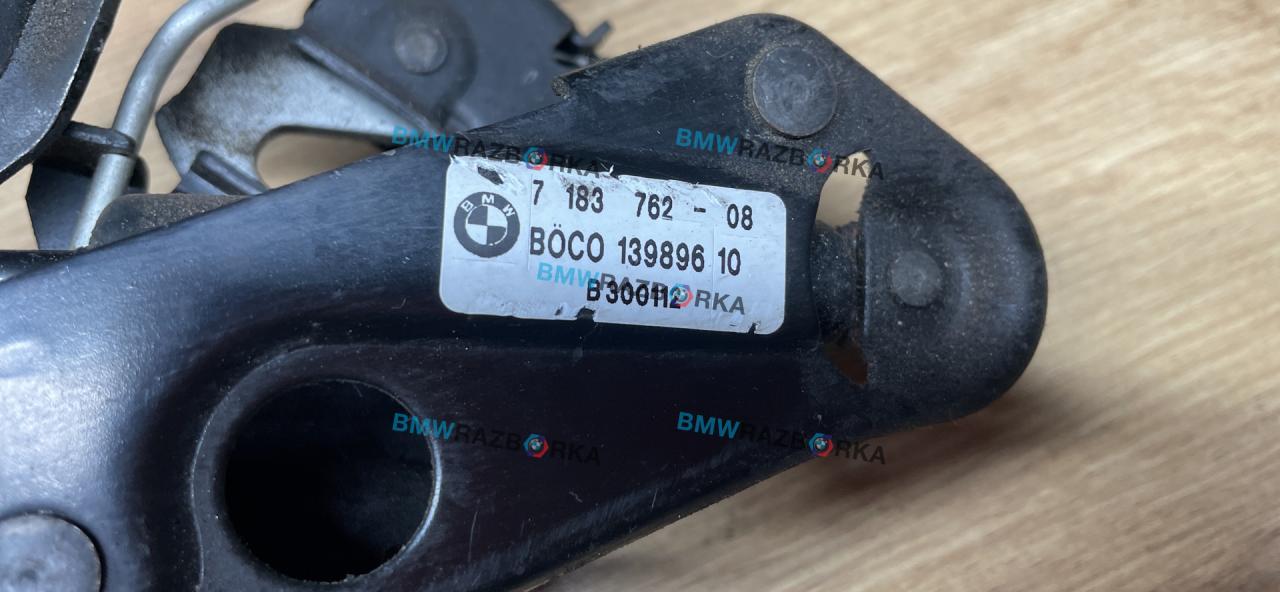 BMWRAZBORKA
BMWRAZBORKA
BMW
7 183 762 - 08
BÖCO 139896 10
BMWRAZBORKA
B300112
BMWRAZBORKA
BMWRAZBORKA